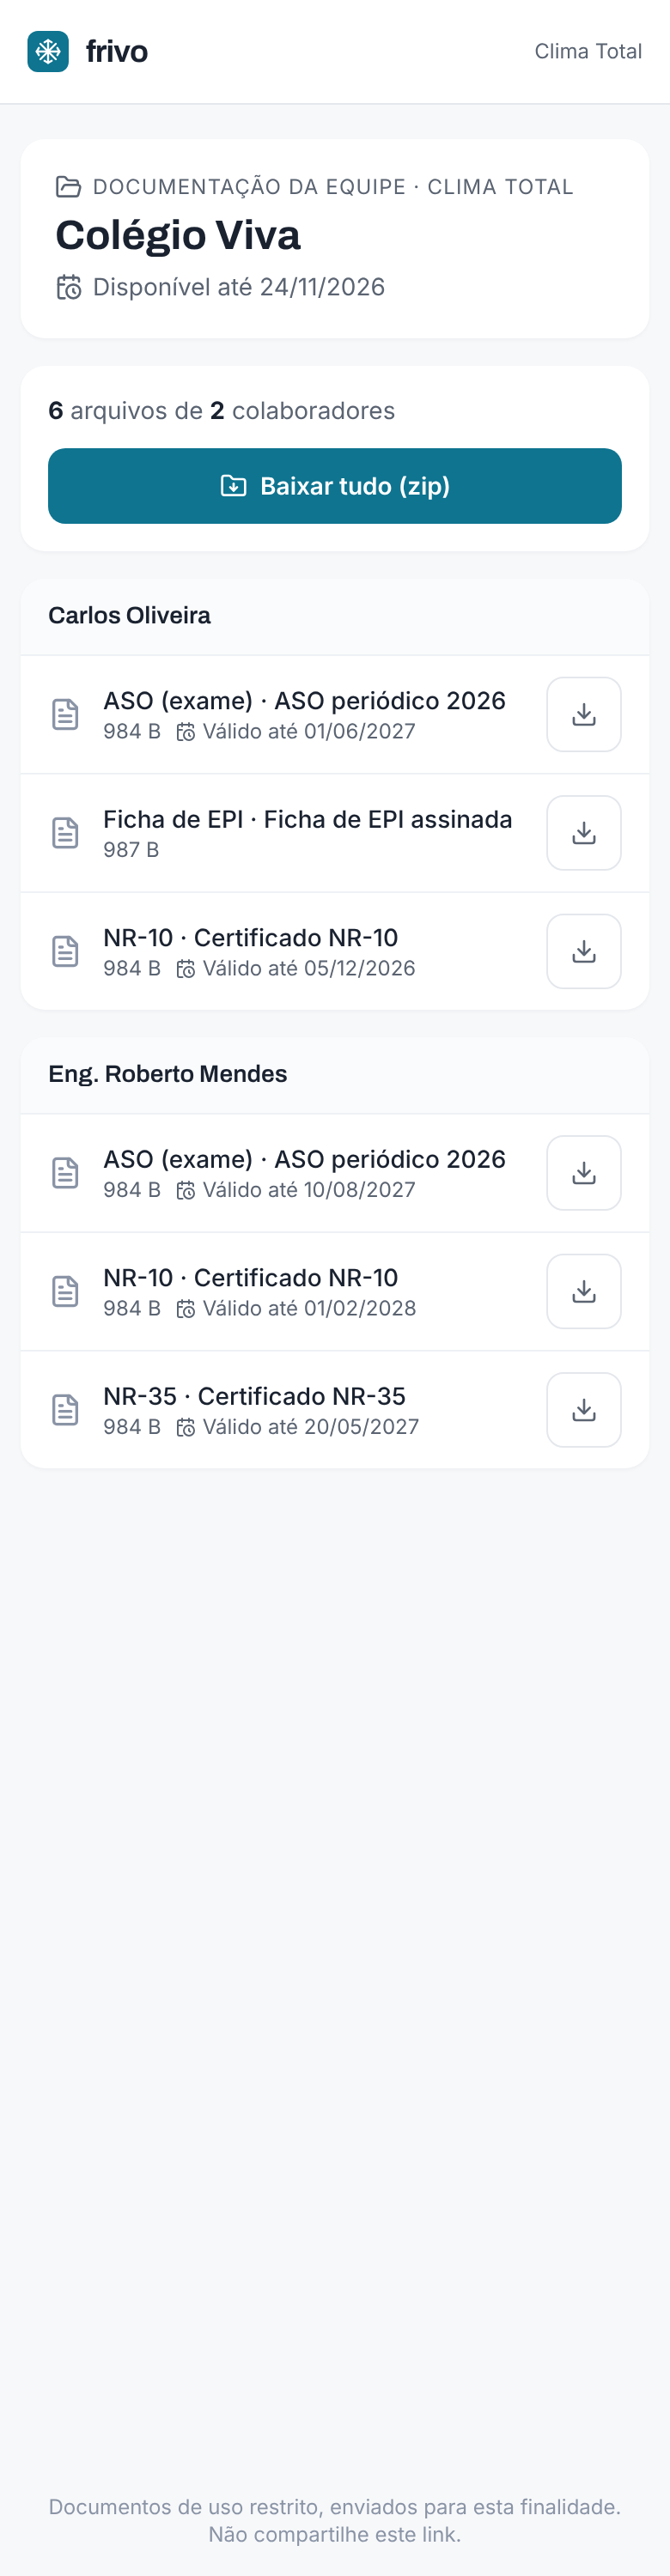 frivo
Clima Total
DOCUMENTAÇÃO DA EQUIPE · CLIMA TOTAL
Colégio Viva
Disponível até 24/11/2026
6 arquivos de 2 colaboradores
Baixar tudo (zip)
Carlos Oliveira
ASO (exame) · ASO periódico 2026
984 B Válido até 01/06/2027
Ficha de EPI · Ficha de EPI assinada
987 B
NR-10 · Certificado NR-10
984 B Válido até 05/12/2026
Eng. Roberto Mendes
ASO (exame) · ASO periódico 2026
984 B Válido até 10/08/2027
NR-10 · Certificado NR-10
984 B Válido até 01/02/2028
NR-35 · Certificado NR-35
984 B Válido até 20/05/2027
Documentos de uso restrito, enviados para esta finalidade.
Não compartilhe este link.